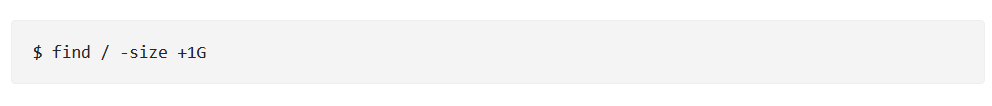 $ find / -size +1G